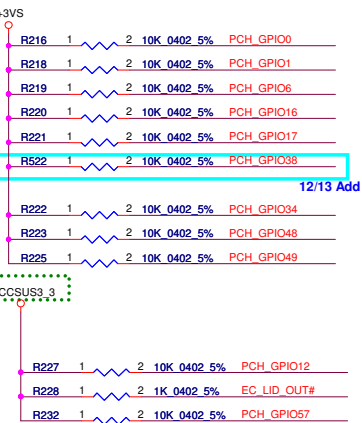 +3VS
R216 1 2 10K_0402_5% PCH_GPIO0
R218 1 2 10K_0402_5% PCH_GPIO1
R219 1 2 10K_0402_5% PCH_GPIO6
R220 1 2 10K_0402_5% PCH_GPIO16
R221 1 2 10K_0402_5% PCH_GPIO17
R522 1 2 10K_0402_5% PCH_GPIO38
12/13 Add
R222 1 2 10K_0402_5% PCH_GPIO34
R223 1 2 10K_0402_5% PCH_GPIO48
R225 1 2 10K_0402_5% PCH_GPIO49
CCSUS3_3
R227 1 2 10K_0402_5% PCH_GPIO12
R228 1 2 1K_0402_5% EC_LID_OUT#
R232 1 2 10K_0402_5% PCH_GPIO57